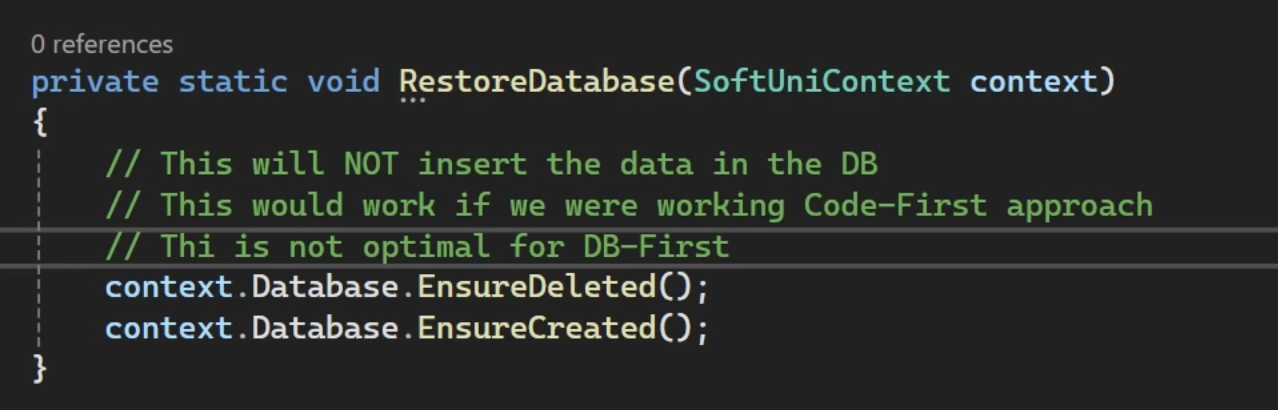 0 references
private static void RestoreDatabase(SoftUniContext context)
{
// This will NOT insert the data in the DB
// This would work if we were working Code-First approach
// Thi is not optimal for DB-First
context.Database.EnsureDeleted();
context.Database.EnsureCreated();
}